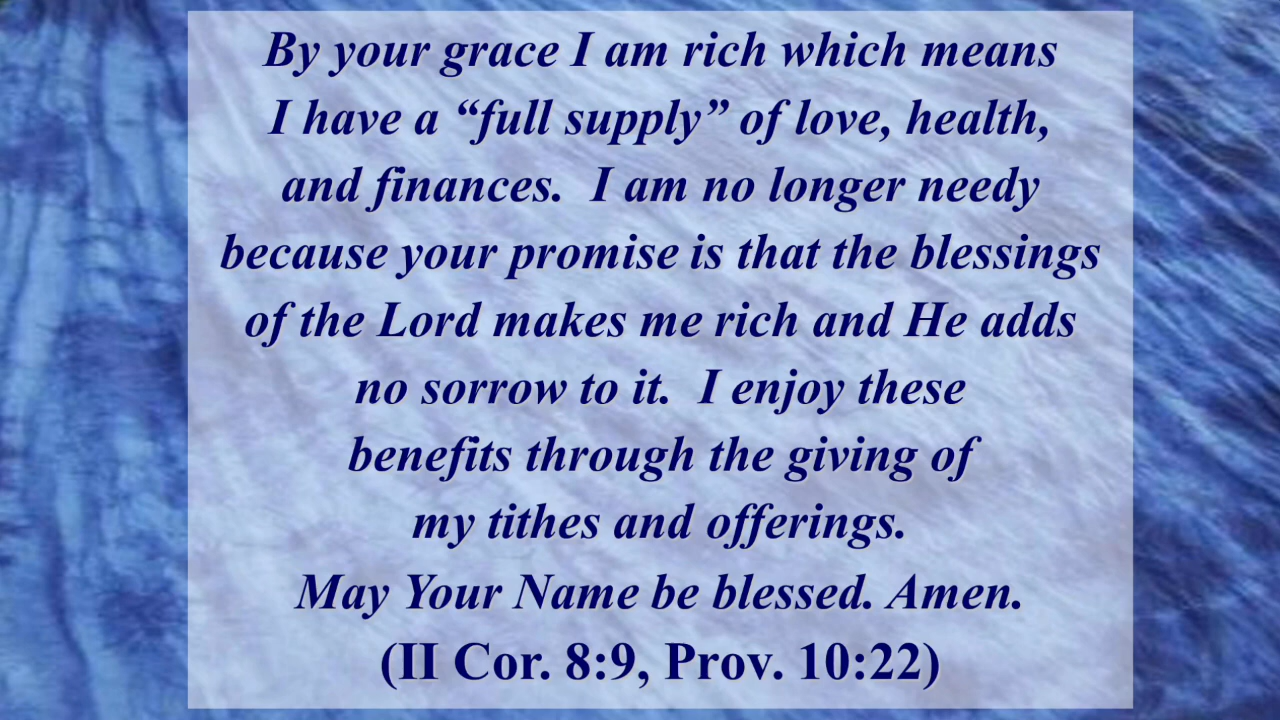 By your grace I am rich which means
I have a “full supply” of love, health,
and finances.  I am no longer needy
because your promise is that the blessings
of the Lord makes me rich and He adds
no sorrow to it.  I enjoy these
benefits through the giving of
my tithes and offerings.
May Your Name be blessed. Amen.
(II Cor. 8:9, Prov. 10:22)